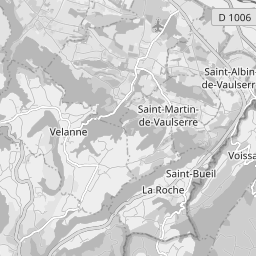 D 1006
Saint-Albin-
de-Vaulserre
Saint-Martin-
de-Vaulserre
Velanne
Voissa
Saint-Bueil
La Roche